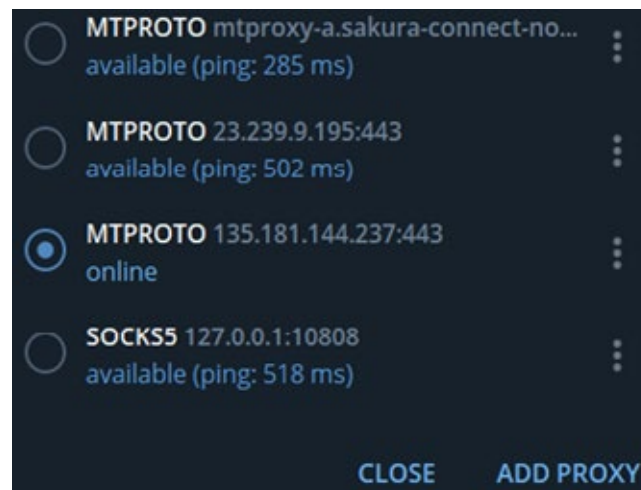 MTPROTO mtproxy-a.sakura-connect-no...
available (ping: 285 ms)
MTPROTO 23.239.9.195:443
available (ping: 502 ms)
MTPROTO 135.181.144.237:443
online
SOCKS5 127.0.0.1:10808
available (ping: 518 ms)
CLOSE ADD PROXY